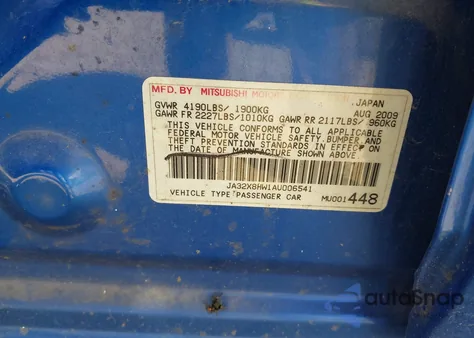 MFD. BY MITSUBISHI MOTORS JAPAN
GVWR 4190LBS/ 1900KG AUG 2009
GAWR FR 2227LBS/1010KG GAWR RR 2117LBS/ 960KG
THIS VEHICLE CONFORMS TO ALL APPLICABLE
FEDERAL MOTOR VEHICLE SAFETY, BUMPER AND
THEFT PREVENTION STANDARDS IN EFFECT ON
THE DATE OF MANUFACTURE SHOWN ABOVE.
JA32X8HW1AU006541
VEHICLE TYPE PASSENGER CAR MU001448
autoSnap